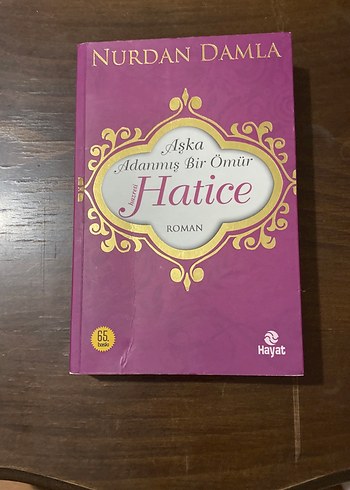 NURDAN DAMLA
Aşka
Adanmış Bir Ömür
hazreti
Hatice
ROMAN
65.
baskı
Hayat